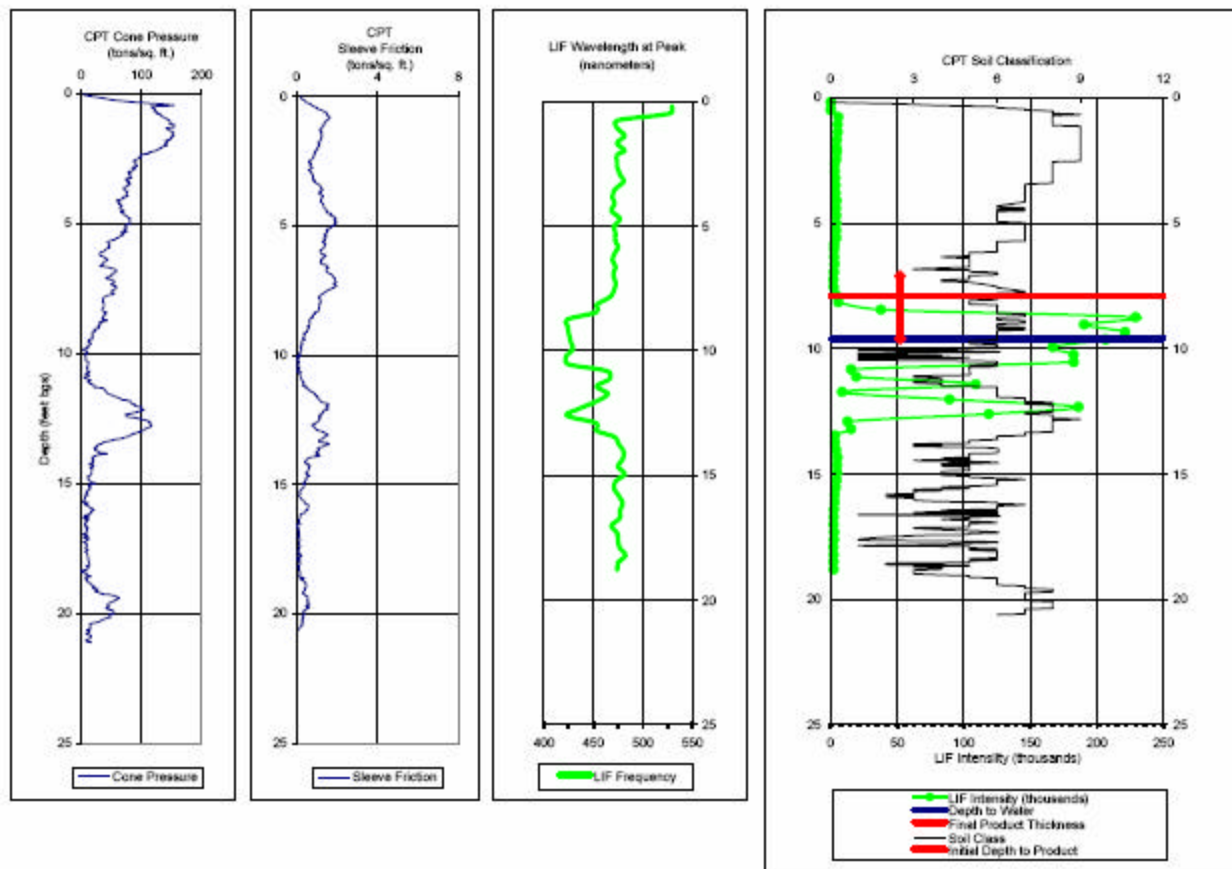 CPT Cone Pressure
(tons/sq. ft.)
0 100 200
0
5
10
15
20
25
Depth (feet bgs)
Cone Pressure
CPT
Sleeve Friction
(tons/sq. ft.)
0 4 8
0
5
10
15
20
25
Sleeve Friction
LIF Wavelength at Peak
(nanometers)
0
5
10
15
20
25
400 450 500 550
LIF Frequency
CPT Soil Classification
0 3 6 9 12
0 0
5 5
10 10
15 15
20 20
25 25
0 50 100 150 200 250
LIF Intensility (thousands)
LIF Intensity (thousands)
Depth to Water
Final Product Thickness
Soil Class
Initial Depth to Product